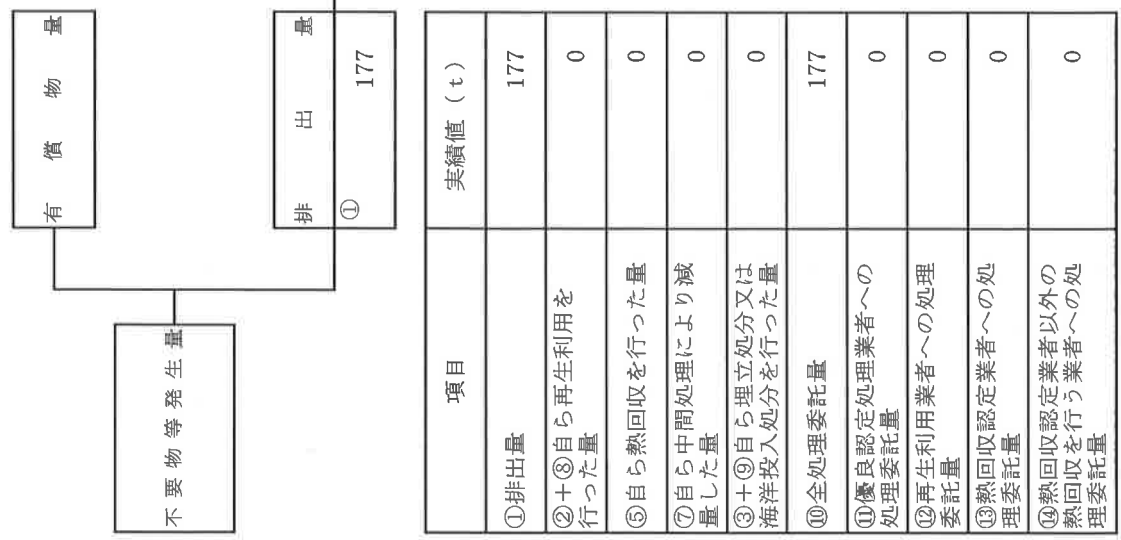 有償物量
不要物等発生量
排出量
①
177
項目
実績値（ｔ）
①排出量
177
②＋⑧自ら再生利用を
行った量
0
⑤自ら熱回収を行った量
0
⑦自ら中間処理により減
量した量
0
③＋⑨自ら埋立処分又は
海洋投入処分を行った量
0
⑩全処理委託量
177
⑪優良認定処理業者への
処理委託量
0
⑫再生利用業者への処理
委託量
0
⑬熱回収認定業者への処
理委託量
0
⑭熱回収認定業者以外の
熱回収を行う業者への処
理委託量
0